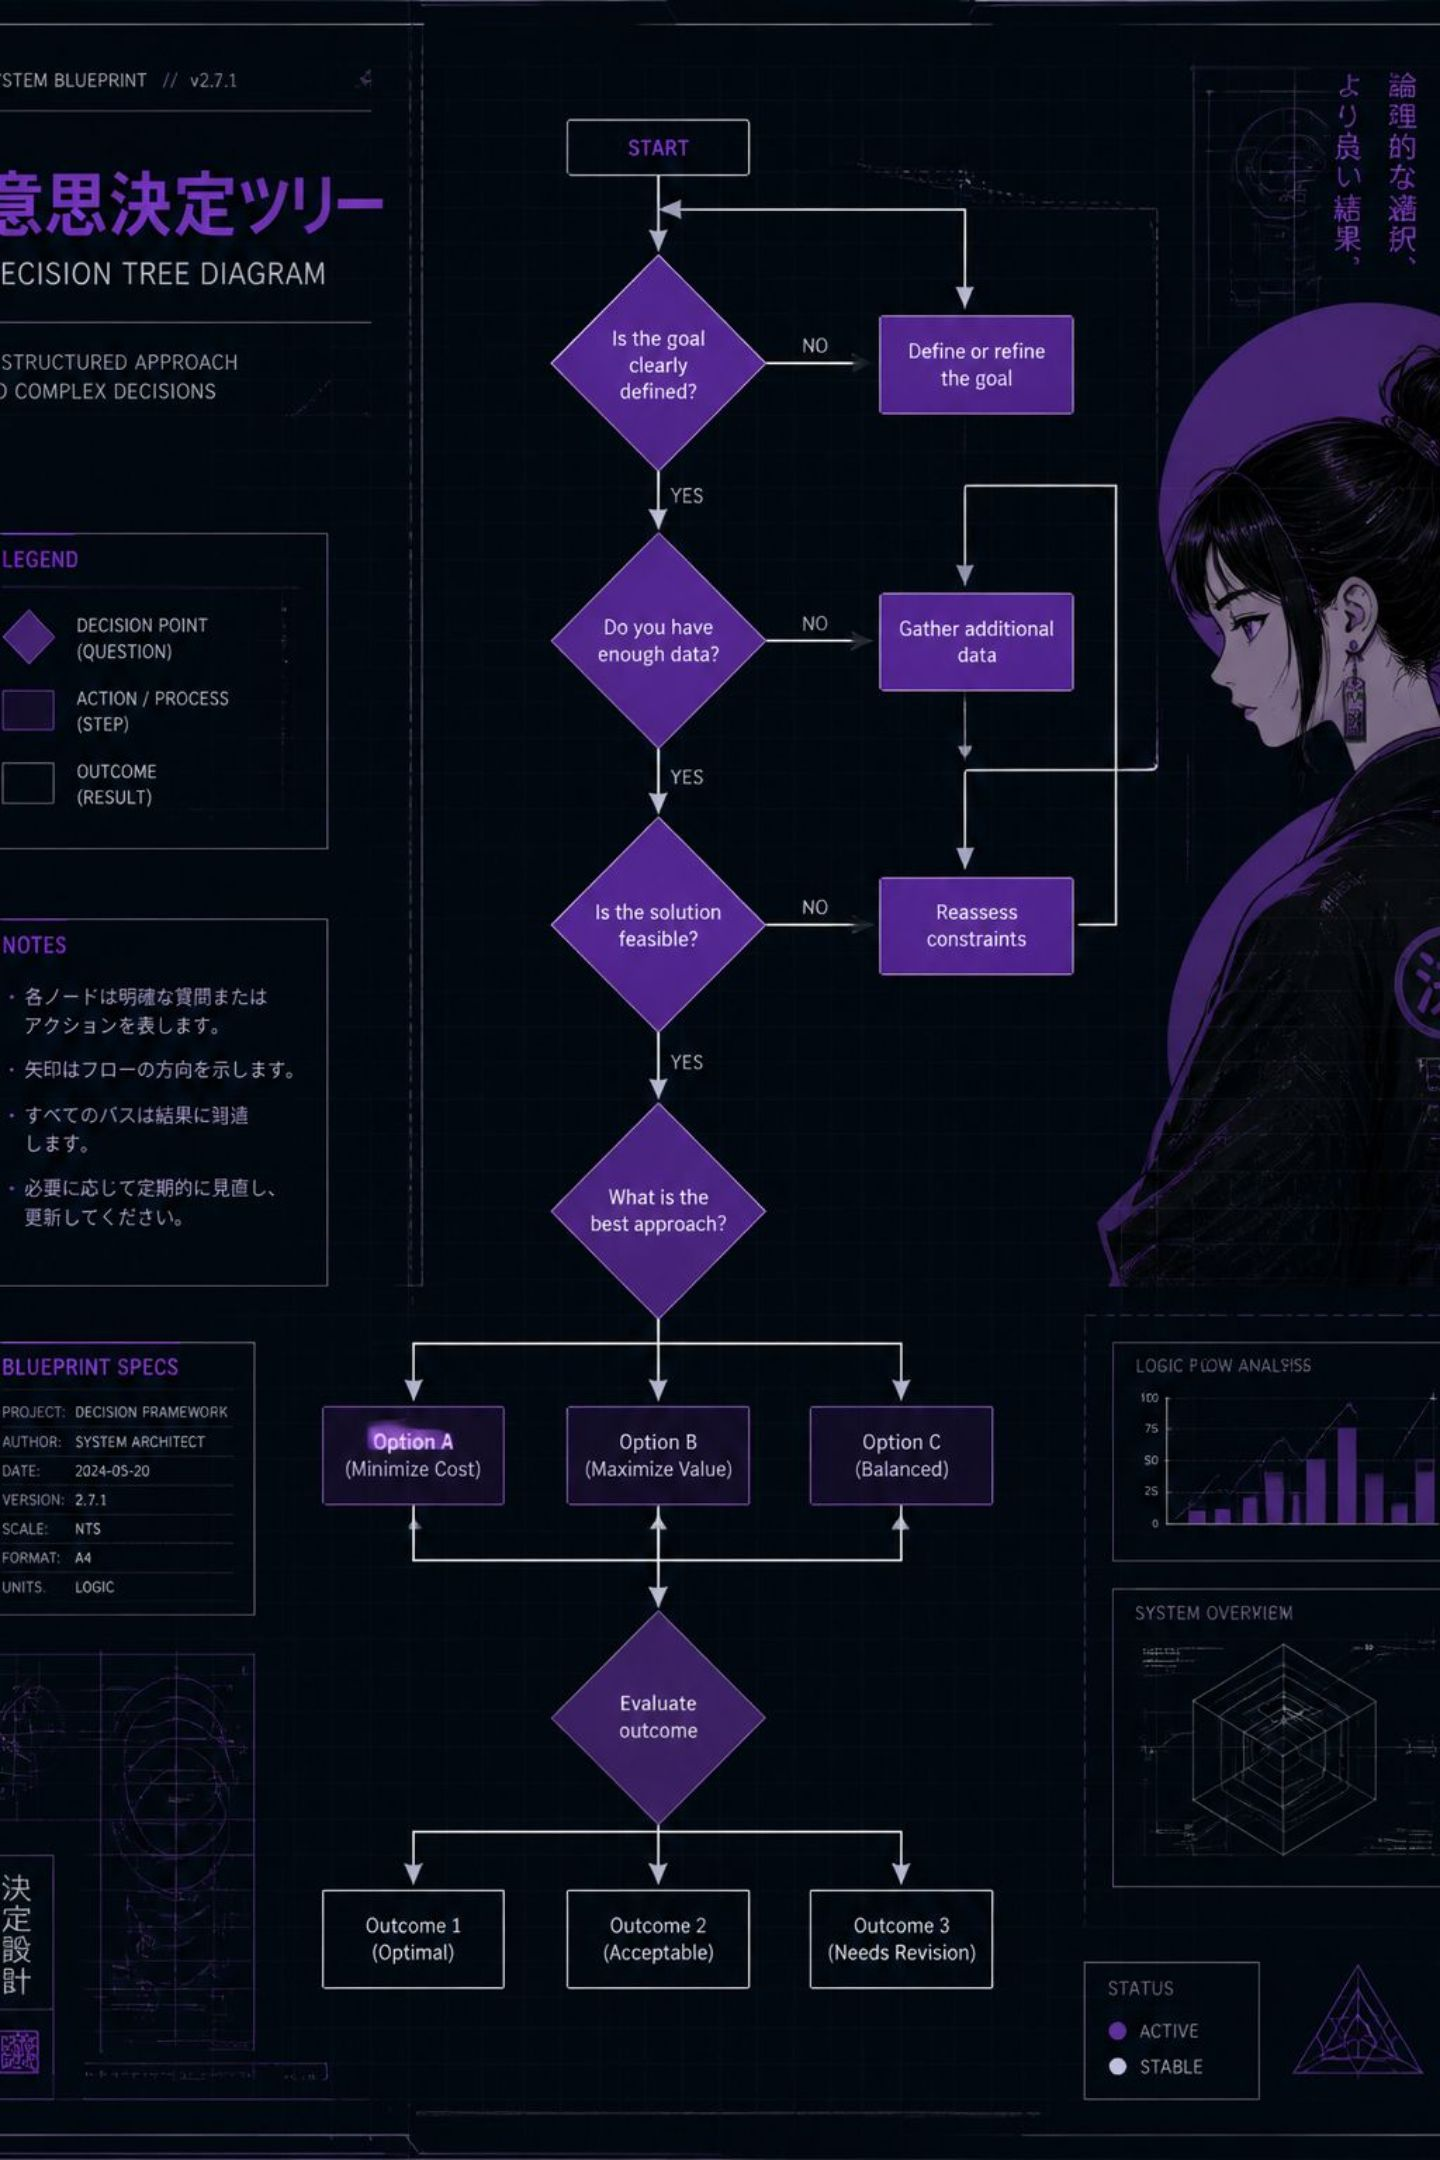 STEM BLUEPRINT // v2.7.1
意思決定ツリー
ECISION TREE DIAGRAM
STRUCTURED APPROACH
O COMPLEX DECISIONS
LEGEND
DECISION POINT
(QUESTION)
ACTION / PROCESS
(STEP)
OUTCOME
(RESULT)
NOTES
・各ノードは明確な質問または
アクションを表します。
・矢印はフローの方向を示します。
・すべてのパスは結果に
します。
・必要に応じて定期的に見直し、
更新してください。
BLUEPRINT SPECS
PROJECT: DECISION FRAMEWORK
AUTHOR: SYSTEM ARCHITECT
DATE: 2024-05-20
VERSION: 2.7.1
SCALE: NTS
FORMAT: A4
UNITS. LOGIC
決定設計
START
Is the goal
clearly
defined?
NO
Define or refine
the goal
YES
Do you have
enough data?
NO
Gather additional
data
YES
Is the solution
feasible?
NO
Reassess
constraints
YES
What is the
best approach?
Option A
(Minimize Cost)
Option B
(Maximize Value)
Option C
(Balanced)
Evaluate
outcome
Outcome 1
(Optimal)
Outcome 2
(Acceptable)
Outcome 3
(Needs Revision)
論理的な選択、
より良い結果。
LOGIC FLOW ANALYSIS
100
75
50
25
0
SYSTEM OVERVIEW
STATUS
ACTIVE
STABLE